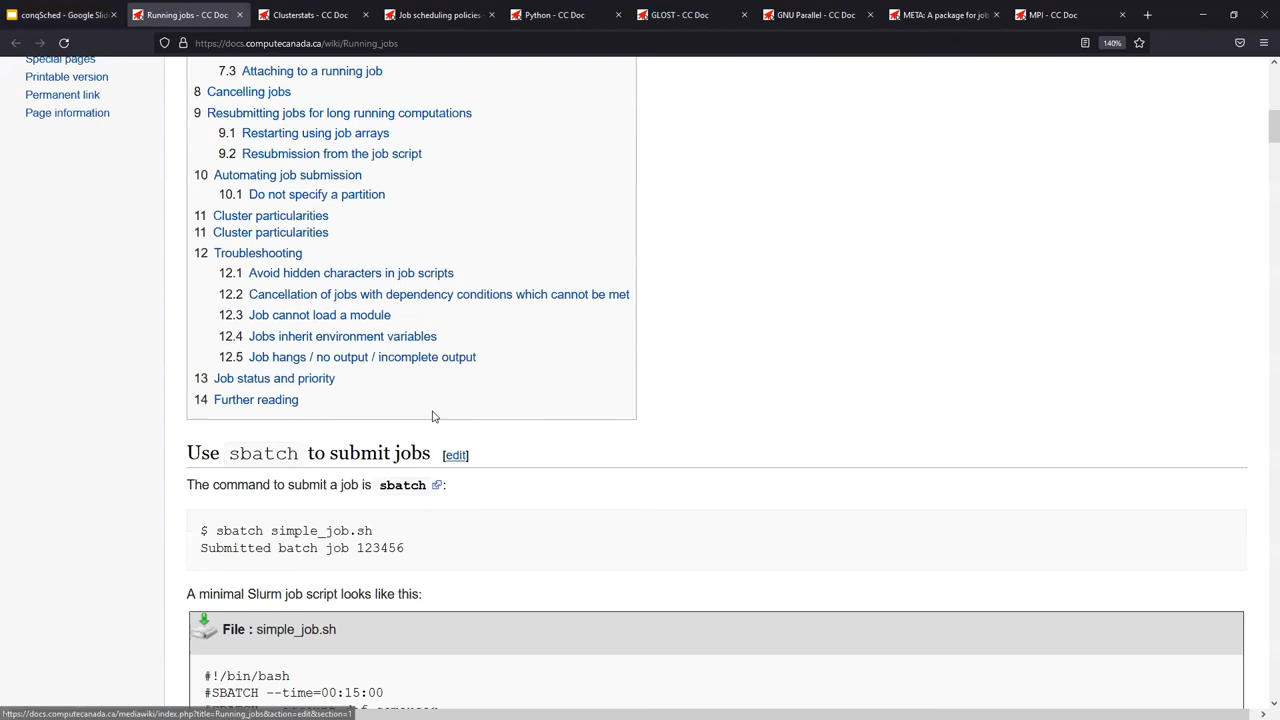 conqSched - Google Slid
Running jobs - CC Doc
Clusterstats - CC Doc
Job scheduling policies -
Python - CC Doc
GLOST - CC Doc
GNU Parallel - CC Doc
META: A package for job
MPI - CC Doc
https://docs.computecanada.ca/wiki/Running_jobs
140%
Special pages
Printable version
Permanent link
Page information
7.3 Attaching to a running job
8 Cancelling jobs
9 Resubmitting jobs for long running computations
9.1 Restarting using job arrays
9.2 Resubmission from the job script
10 Automating job submission
10.1 Do not specify a partition
11 Cluster particularities
11 Cluster particularities
12 Troubleshooting
12.1 Avoid hidden characters in job scripts
12.2 Cancellation of jobs with dependency conditions which cannot be met
12.3 Job cannot load a module
12.4 Jobs inherit environment variables
12.5 Job hangs / no output / incomplete output
13 Job status and priority
14 Further reading
Use sbatch to submit jobs [edit]
The command to submit a job is sbatch :
$ sbatch simple_job.sh
Submitted batch job 123456
A minimal Slurm job script looks like this:
File : simple_job.sh
#!/bin/bash
#SBATCH --time=00:15:00
https://docs.computecanada.ca/mediawiki/index.php?title=Running_jobs&action=edit&section=1